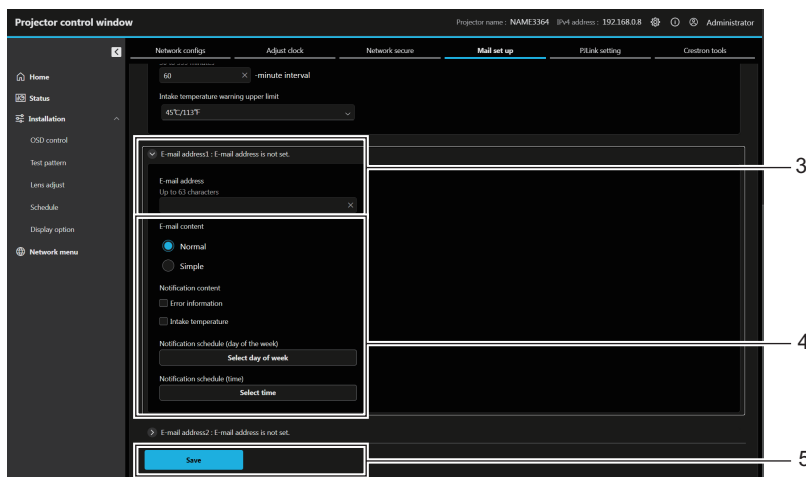 Projector control window
Projector name : NAME3364 IPv4 address : 192.168.0.8 Administrator
Network configs Adjust clock Network secure Mail set up PJLink setting Crestron tools
Home
Status
Installation
OSD control
Test pattern
Lens adjust
Schedule
Display option
Network menu
60 × -minute interval
Intake temperature warning upper limit
45℃/113℉
E-mail address1 : E-mail address is not set.
E-mail address
Up to 63 characters
×
E-mail content
Normal
Simple
Notification content
Error information
Intake temperature
Notification schedule (day of the week)
Select day of week
Notification schedule (time)
Select time
E-mail address2 : E-mail address is not set.
Save
3
4
5